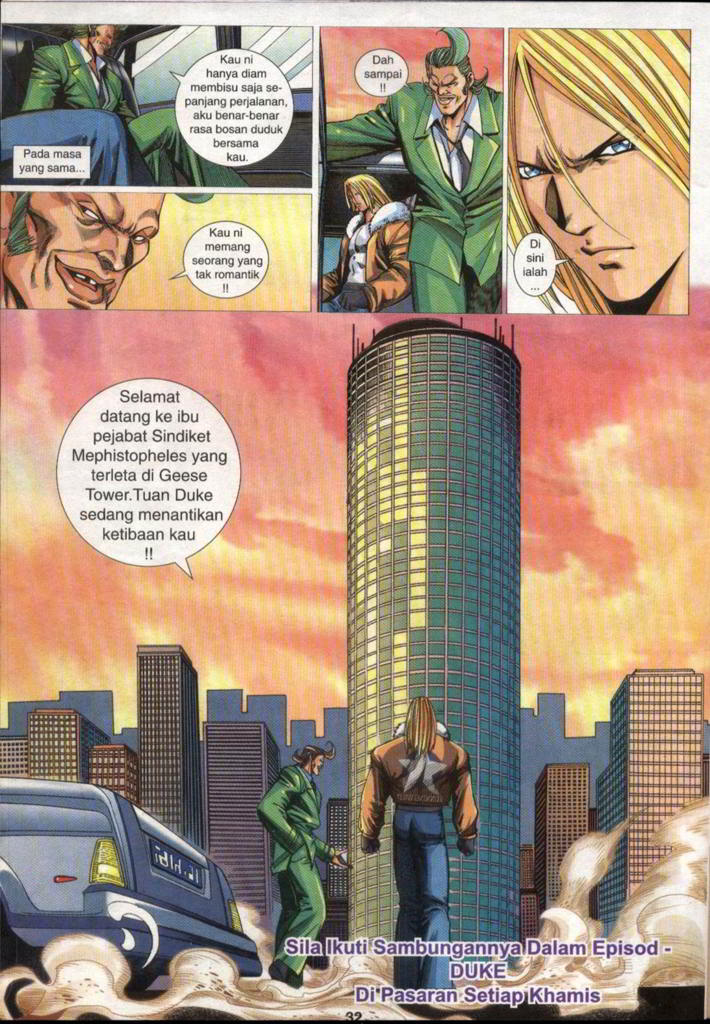 Kau ni
hanya diam
membisu saja se-
panjang perjalanan,
aku benar-benar
rasa bosan duduk
bersama
kau.
Pada masa
yang sama...
Kau ni
memang
seorang yang
tak romantik
!!
Dah
sampai
!!
Di
sini
ialah
...
Selamat
datang ke ibu
pejabat Sindiket
Mephistopheles yang
terleta di Geese
Tower.Tuan Duke
sedang menantikan
ketibaan kau
!!
Sila Ikuti Sambungannya Dalam Episod -
DUKE
Di Pasaran Setiap Khamis
32